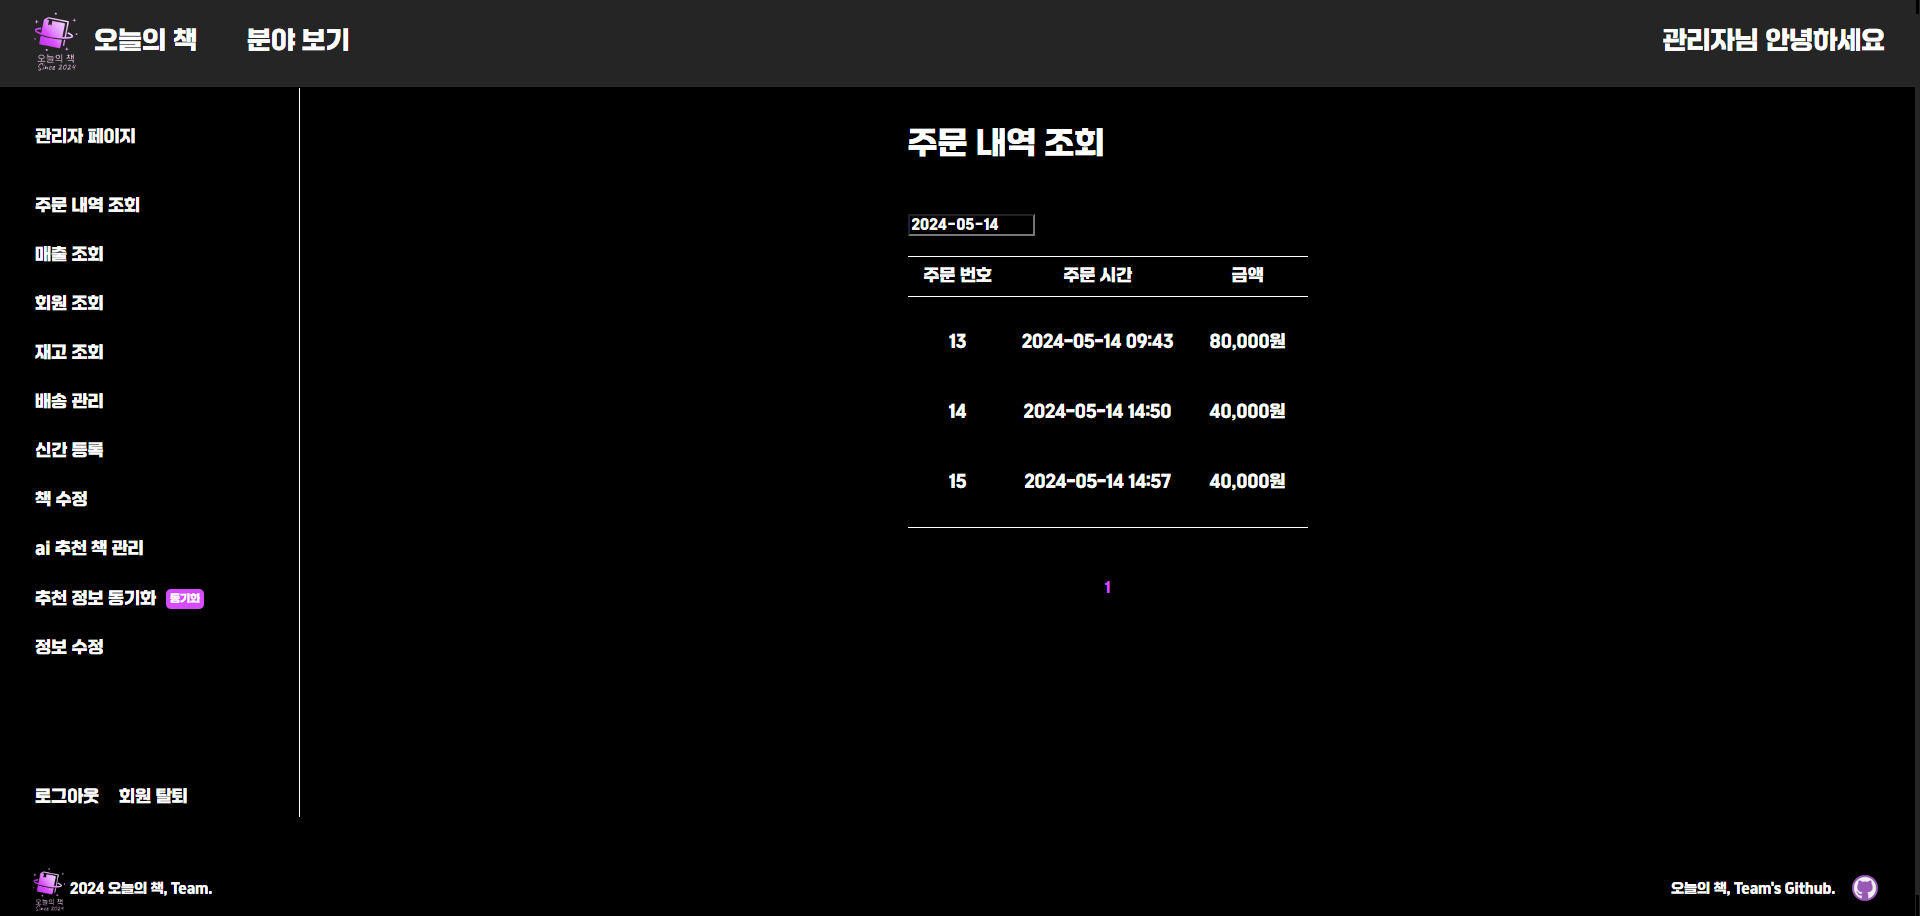 오늘의 책
Since 2024
오늘의 책
분야 보기
관리자님 안녕하세요
관리자 페이지
주문 내역 조회
매출 조회
회원 조회
재고 조회
배송 관리
신간 등록
책 수정
ai 추천 책 관리
추천 정보 동기화 동기화
정보 수정
로그아웃 회원 탈퇴
주문 내역 조회
2024-05-14
주문 번호 주문 시간 금액
13 2024-05-14 09:43 80,000원
14 2024-05-14 14:50 40,000원
15 2024-05-14 14:57 40,000원
1
오늘의 책
Since 2024
2024 오늘의 책, Team.
오늘의 책, Team's Github.